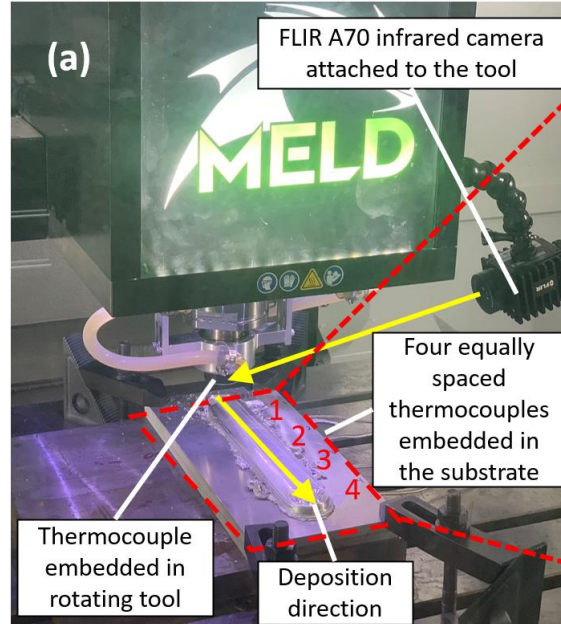 (a)
FLIR A70 infrared camera
attached to the tool
MELD
FLIR
Four equally
spaced
thermocouples
embedded in
the substrate
1
2
3
4
Thermocouple
embedded in
rotating tool
Deposition
direction